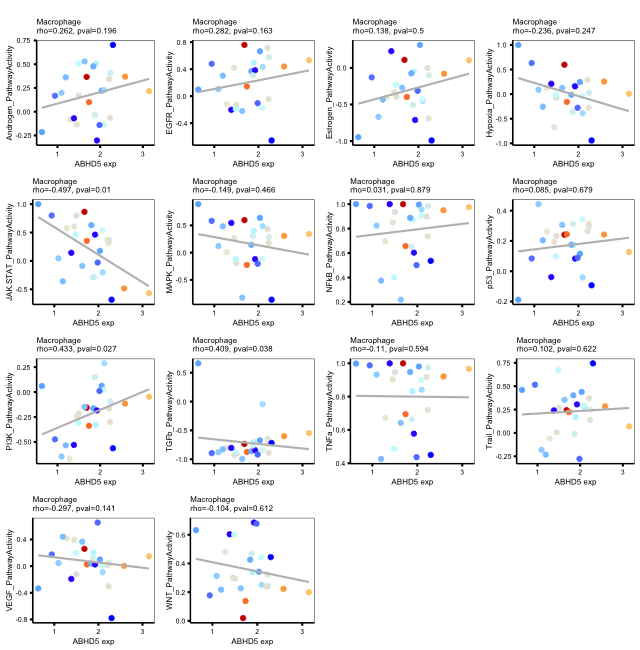 Macrophage
rho=0.262, pval=0.196
Androgen_PathwayActivity
0.75
0.50
0.25
0.00
-0.25
1
2
3
ABHD5 exp
Macrophage
rho=0.282, pval=0.163
EGFR_PathwayActivity
0.8
0.4
0.0
-0.4
1
2
3
ABHD5 exp
Macrophage
rho=0.138, pval=0.5
Estrogen_PathwayActivity
0.0
-0.5
-1.0
1
2
3
ABHD5 exp
Macrophage
rho=-0.236, pval=0.247
Hypoxia_PathwayActivity
1.0
0.5
0.0
-0.5
-1.0
1
2
3
ABHD5 exp
Macrophage
rho=-0.497, pval=0.01
JAK.STAT_PathwayActivity
1.0
0.5
0.0
-0.5
1
2
3
ABHD5 exp
Macrophage
rho=-0.149, pval=0.466
MAPK_PathwayActivity
1.0
0.5
0.0
-0.5
1
2
3
ABHD5 exp
Macrophage
rho=0.031, pval=0.879
NFkB_PathwayActivity
1.0
0.8
0.6
0.4
0.2
1
2
3
ABHD5 exp
Macrophage
rho=0.085, pval=0.679
p53_PathwayActivity
0.4
0.2
0.0
-0.2
1
2
3
ABHD5 exp
Macrophage
rho=0.433, pval=0.027
PI3K_PathwayActivity
0.25
0.00
-0.25
-0.50
1
2
3
ABHD5 exp
Macrophage
rho=0.409, pval=0.038
TGFb_PathwayActivity
0.5
0.0
-0.5
-1.0
1
2
3
ABHD5 exp
Macrophage
rho=-0.11, pval=0.594
TNFa_PathwayActivity
1.0
0.8
0.6
0.4
1
2
3
ABHD5 exp
Macrophage
rho=0.102, pval=0.622
Trail_PathwayActivity
0.75
0.50
0.25
0.00
-0.25
1
2
3
ABHD5 exp
Macrophage
rho=-0.297, pval=0.141
VEGF_PathwayActivity
0.4
0.0
-0.4
-0.8
1
2
3
ABHD5 exp
Macrophage
rho=-0.104, pval=0.612
WNT_PathwayActivity
0.6
0.4
0.2
0.0
1
2
3
ABHD5 exp